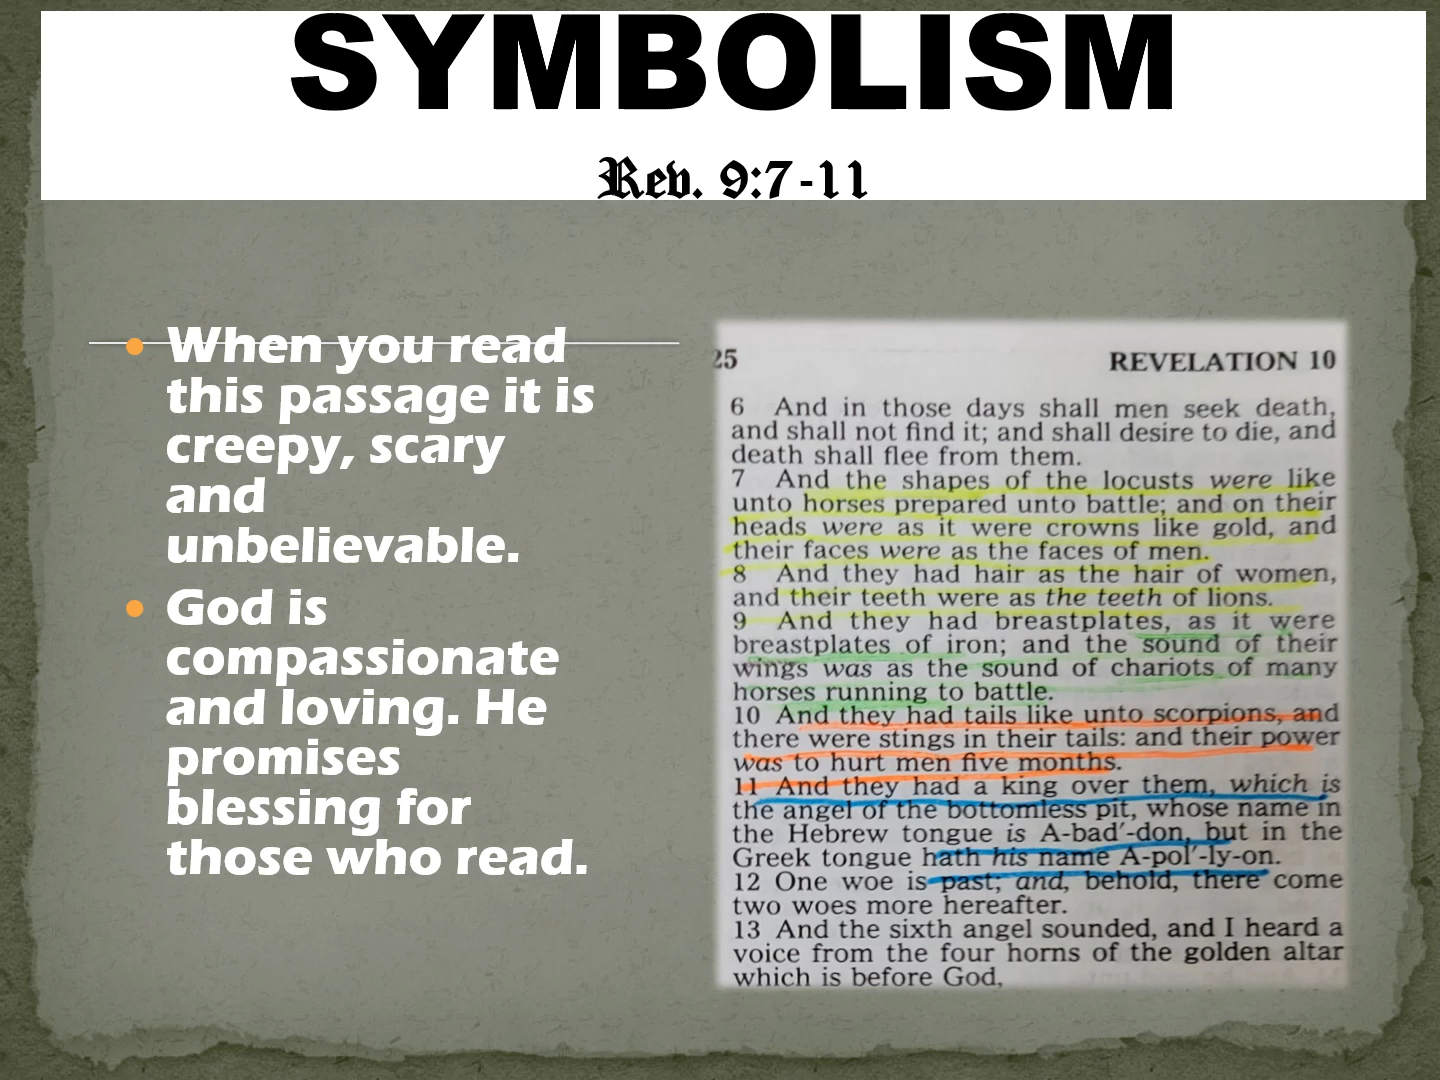 SYMBOLISM
Rev. 9:7-11
• When you read
this passage it is
creepy, scary
and
unbelievable.
• God is
compassionate
and loving. He
promises
blessing for
those who read.
25 REVELATION 10
6 And in those days shall men seek death,
and shall not find it; and shall desire to die, and
death shall flee from them.
7 And the shapes of the locusts were like
unto horses prepared unto battle; and on their
heads were as it were crowns like gold, and
their faces were as the faces of men.
8 And they had hair as the hair of women,
and their teeth were as the teeth of lions.
9 And they had breastplates, as it were
breastplates of iron; and the sound of their
wings was as the sound of chariots of many
horses running to battle.
10 And they had tails like unto scorpions, and
there were stings in their tails: and their power
was to hurt men five months.
11 And they had a king over them, which is
the angel of the bottomless pit, whose name in
the Hebrew tongue is A-bad′-don, but in the
Greek tongue hath his name A-pol′-ly-on.
12 One woe is past; and, behold, there come
two woes more hereafter.
13 And the sixth angel sounded, and I heard a
voice from the four horns of the golden altar
which is before God,